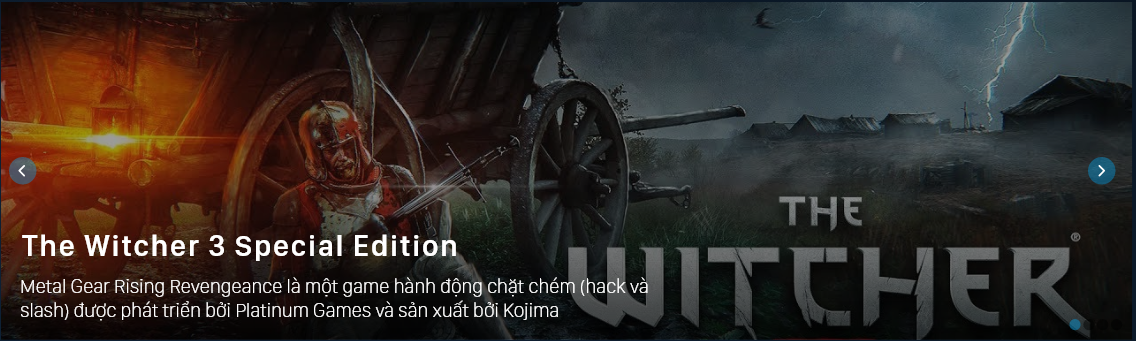 THE
WITCHER®
The Witcher 3 Special Edition
Metal Gear Rising Revengeance là một game hành động chặt chém (hack và
slash) được phát triển bởi Platinum Games và sản xuất bởi Kojima